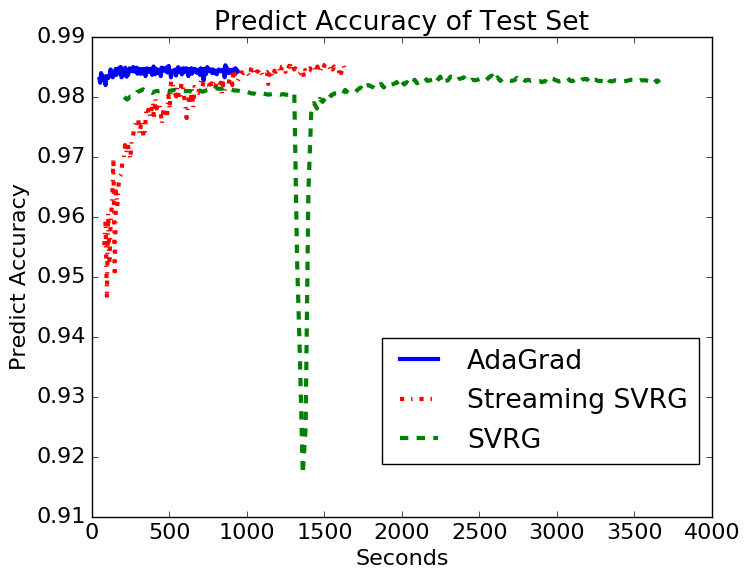 Predict Accuracy of Test Set
0.99
0.98
0.97
0.96
0.95
0.94
0.93
0.92
0.91
Predict Accuracy
AdaGrad
Streaming SVRG
SVRG
0 500 1000 1500 2000 2500 3000 3500 4000
Seconds